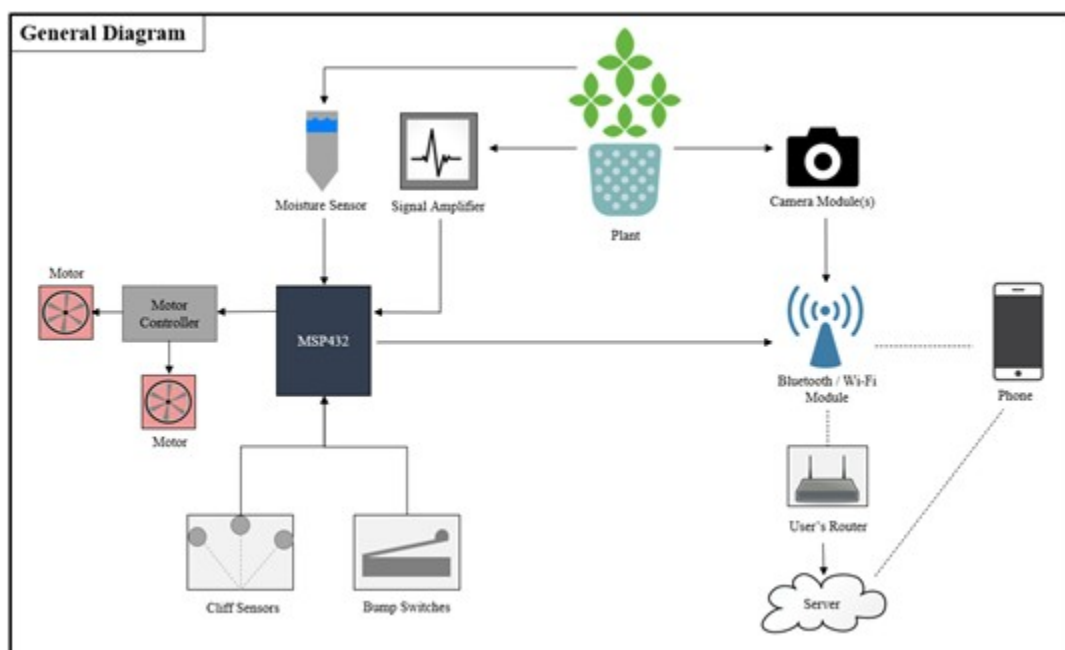 General Diagram
Moisture Sensor
Signal Amplifier
Plant
Camera Module(s)
Motor
Motor
Controller
MSP432
Motor
Bluetooth / Wi-Fi
Module
Phone
User's Router
Cliff Sensors
Bump Switches
Server